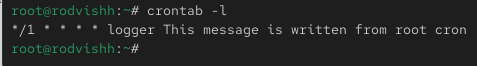 root@rodvishh:~# crontab -l
*/1 * * * * logger This message is written from root cron
root@rodvishh:~#